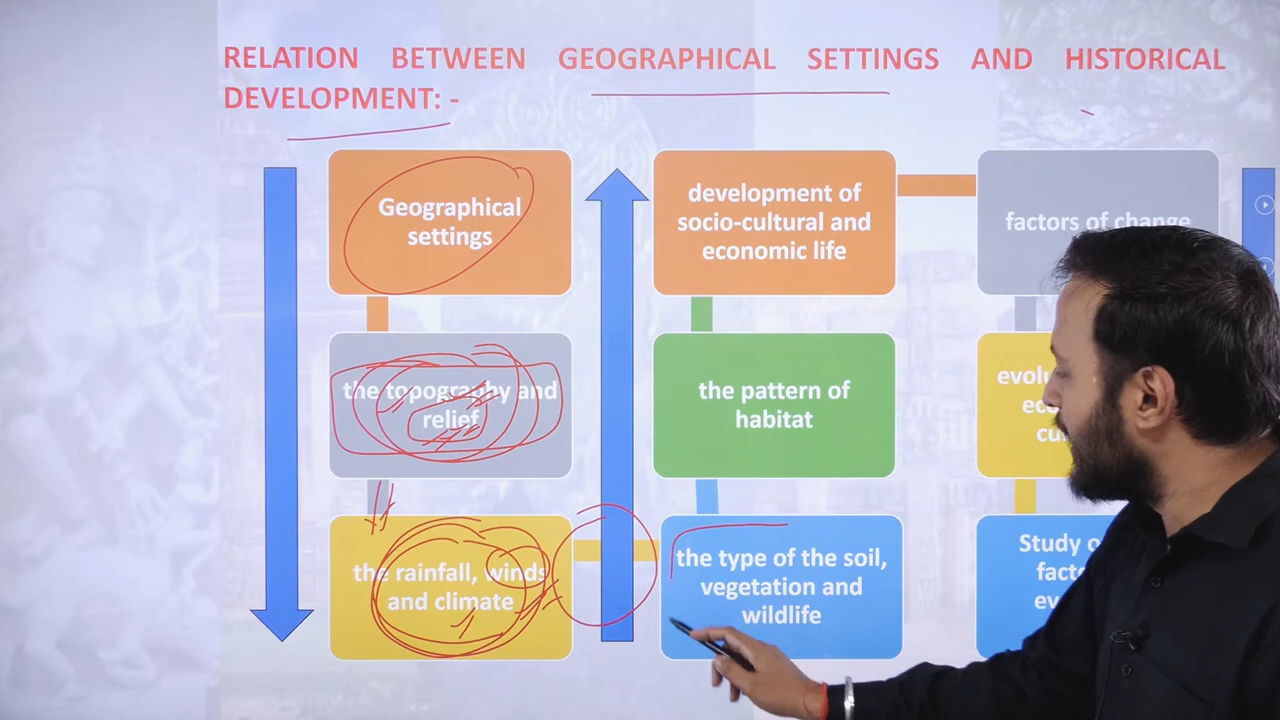 RELATION BETWEEN GEOGRAPHICAL SETTINGS AND HISTORICAL
DEVELOPMENT: -
Geographical
settings
the topography and
relief
the rainfall, winds
and climate
development of
socio-cultural and
economic life
the pattern of
habitat
the type of the soil,
vegetation and
wildlife
factors of change
Study